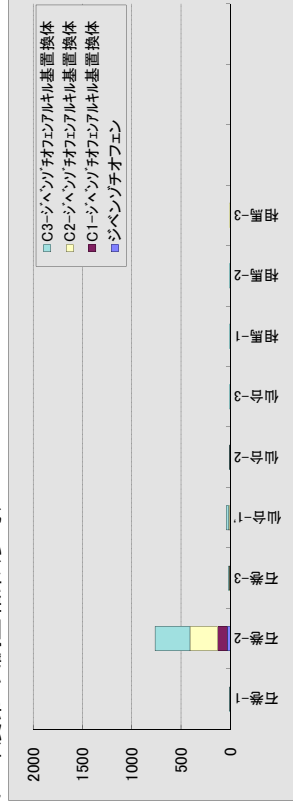 C3-ジベンゾチオフェンアルキル基置換体
C2-ジベンゾチオフェンアルキル基置換体
C1-ジベンゾチオフェンアルキル基置換体
ジベンゾチオフェン
2000
1500
1000
500
0
石巻-1
石巻-2
石巻-3
仙台-1'
仙台-2
仙台-3
相馬-1
相馬-2
相馬-3